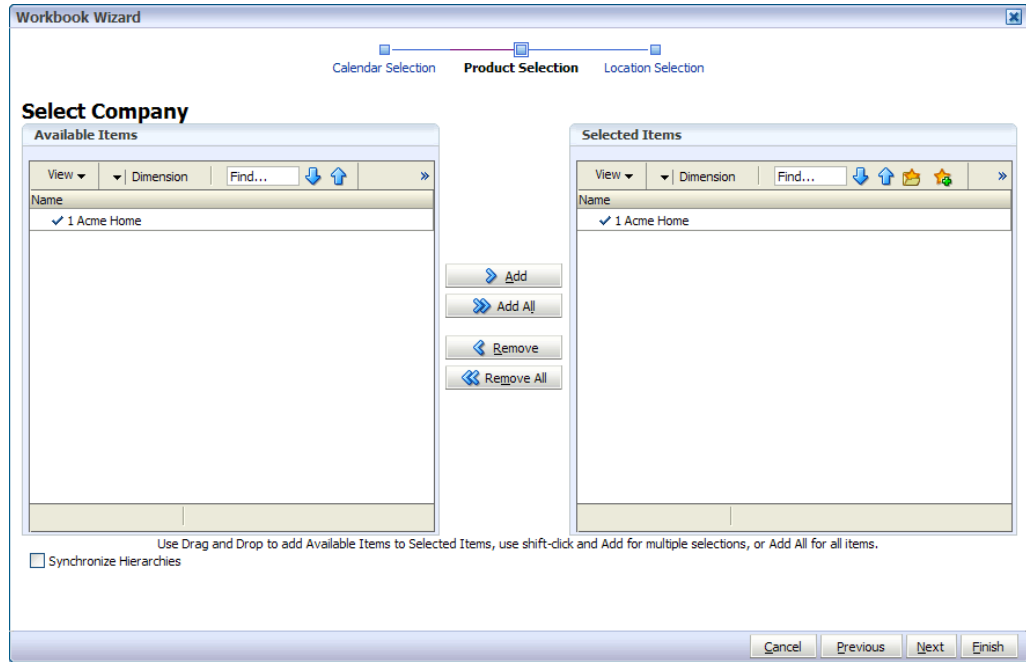 Workbook Wizard
Calendar Selection Product Selection Location Selection
Select Company
Available Items
View Dimension Find... »
Name
1 Acme Home
Add
Add All
Remove
Remove All
Selected Items
View Dimension Find... »
Name
1 Acme Home
Use Drag and Drop to add Available Items to Selected Items, use shift-click and Add for multiple selections, or Add All for all items.
Synchronize Hierarchies
Cancel Previous Next Finish